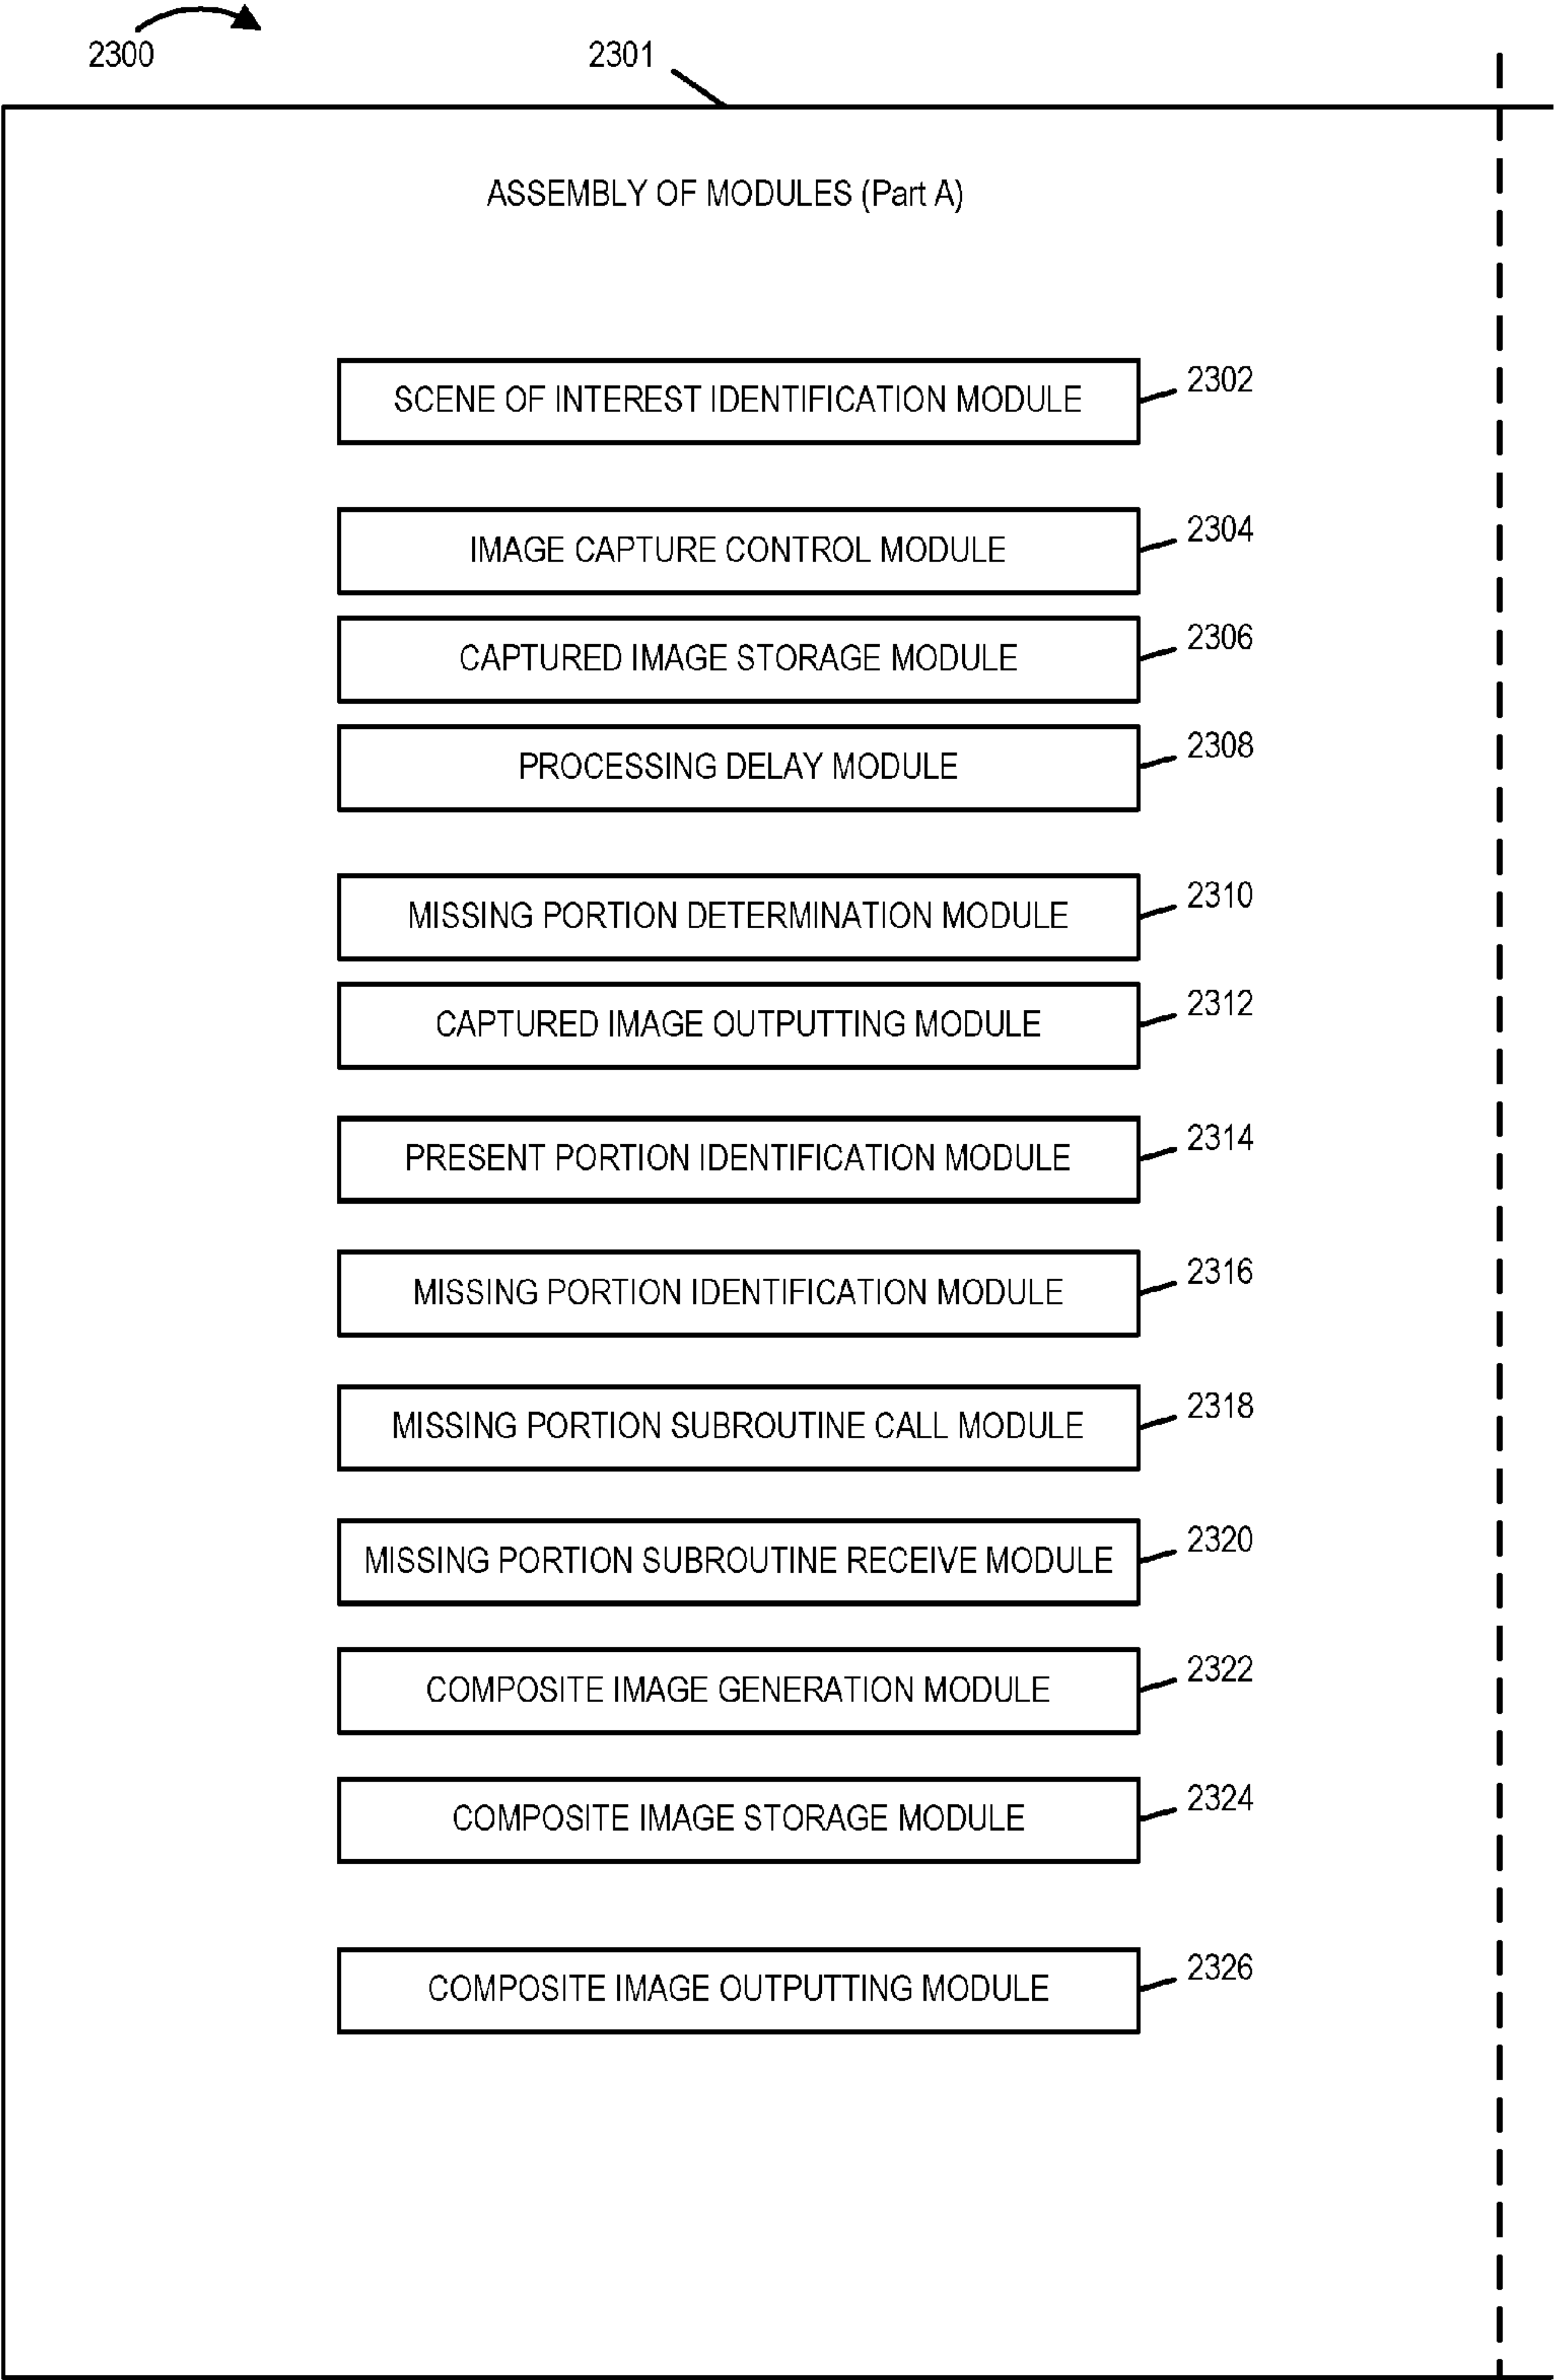 2300
2301
ASSEMBLY OF MODULES (Part A)
SCENE OF INTEREST IDENTIFICATION MODULE 2302
IMAGE CAPTURE CONTROL MODULE 2304
CAPTURED IMAGE STORAGE MODULE 2306
PROCESSING DELAY MODULE 2308
MISSING PORTION DETERMINATION MODULE 2310
CAPTURED IMAGE OUTPUTTING MODULE 2312
PRESENT PORTION IDENTIFICATION MODULE 2314
MISSING PORTION IDENTIFICATION MODULE 2316
MISSING PORTION SUBROUTINE CALL MODULE 2318
MISSING PORTION SUBROUTINE RECEIVE MODULE 2320
COMPOSITE IMAGE GENERATION MODULE 2322
COMPOSITE IMAGE STORAGE MODULE 2324
COMPOSITE IMAGE OUTPUTTING MODULE 2326